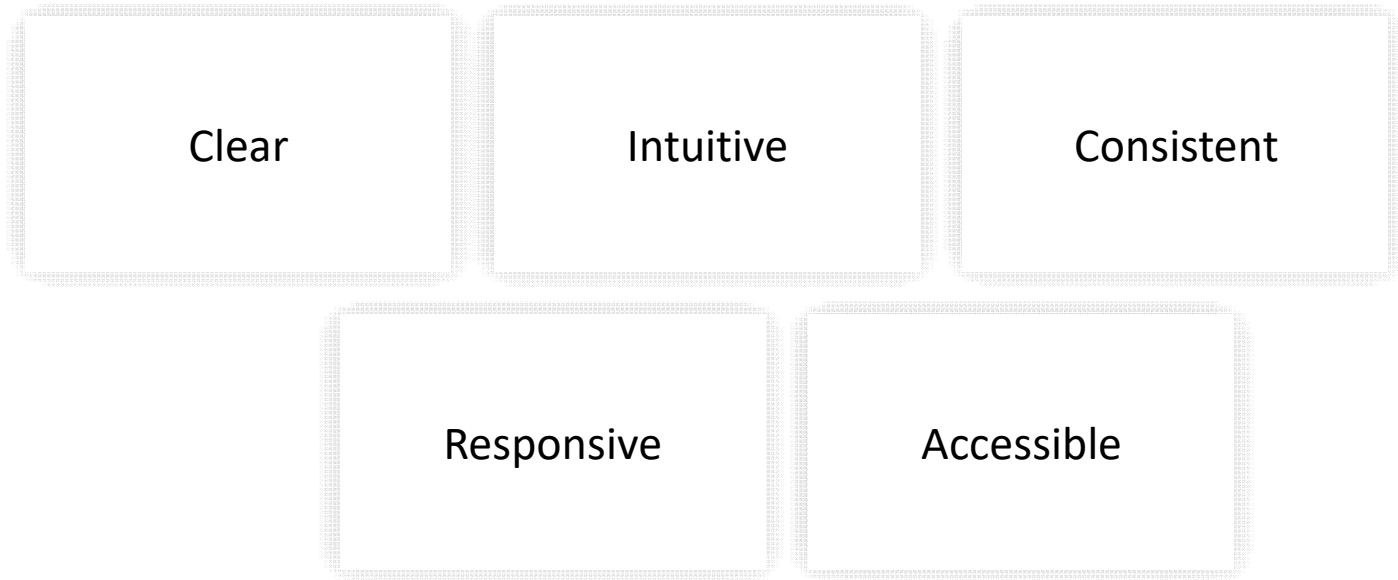 Clear
Intuitive
Consistent
Responsive
Accessible